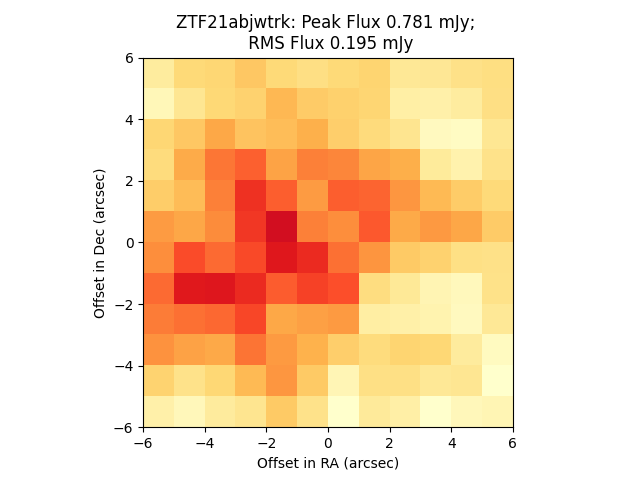 ZTF21abjwtrk: Peak Flux 0.781 mJy;
RMS Flux 0.195 mJy
6
4
2
0
−2
−4
−6
Offset in Dec (arcsec)
−6 −4 −2 0 2 4 6
Offset in RA (arcsec)